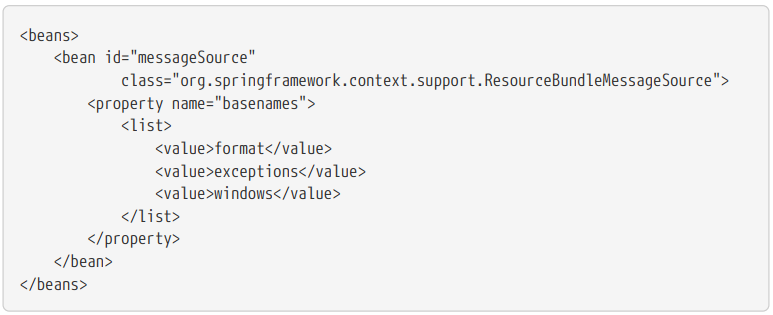 <beans>
    <bean id="messageSource"
            class="org.springframework.context.support.ResourceBundleMessageSource">
        <property name="basenames">
            <list>
                <value>format</value>
                <value>exceptions</value>
                <value>windows</value>
            </list>
        </property>
    </bean>
</beans>